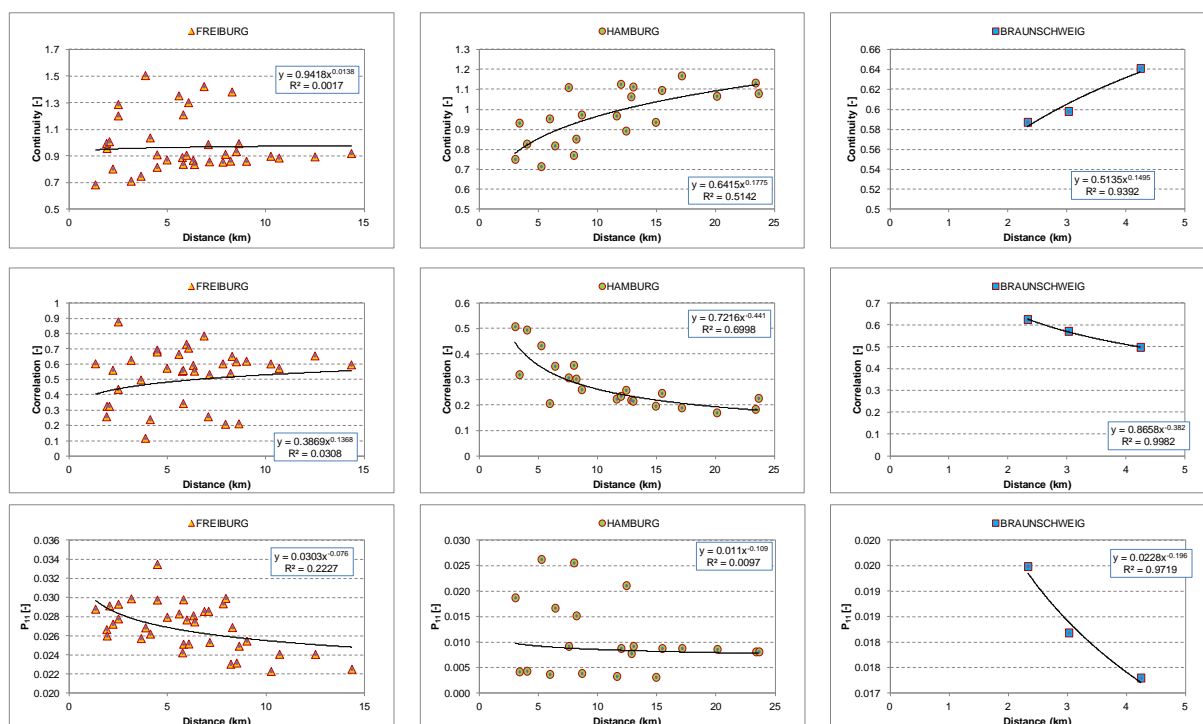 FREIBURG
1.7
1.5
1.3
1.1
0.9
0.7
0.5
Continuity [-]
y = 0.9418x^0.0138
R² = 0.0017
0 5 10 15
Distance (km)
HAMBURG
1.3
1.2
1.1
1
0.9
0.8
0.7
0.6
0.5
Continuity [-]
y = 0.6415x^0.1775
R² = 0.5142
0 5 10 15 20 25
Distance (km)
BRAUNSCHWEIG
0.66
0.64
0.62
0.6
0.58
0.56
0.54
0.52
0.5
Continuity [-]
y = 0.5135x^0.1495
R² = 0.9392
0 1 2 3 4 5
Distance (km)
FREIBURG
1
0.9
0.8
0.7
0.6
0.5
0.4
0.3
0.2
0.1
0
Correlation [-]
y = 0.3869x^0.1368
R² = 0.0308
0 5 10 15
Distance (km)
HAMBURG
0.6
0.5
0.4
0.3
0.2
0.1
0
Correlation [-]
y = 0.7216x^-0.441
R² = 0.6998
0 5 10 15 20 25
Distance (km)
BRAUNSCHWEIG
0.7
0.6
0.5
0.4
0.3
0.2
0.1
0
Correlation [-]
y = 0.8658x^-0.382
R² = 0.9982
0 1 2 3 4 5
Distance (km)
FREIBURG
0.036
0.034
0.032
0.030
0.028
0.026
0.024
0.022
0.020
P₁₁ [-]
y = 0.0303x^-0.076
R² = 0.2227
0 5 10 15
Distance (km)
HAMBURG
0.030
0.025
0.020
0.015
0.010
0.005
0.000
P₁₁ [-]
y = 0.011x^-0.109
R² = 0.0097
0 5 10 15 20 25
Distance (km)
BRAUNSCHWEIG
0.020
0.020
0.019
0.019
0.018
0.018
0.017
P₁₁ [-]
y = 0.0228x^-0.196
R² = 0.9719
0 1 2 3 4 5
Distance (km)